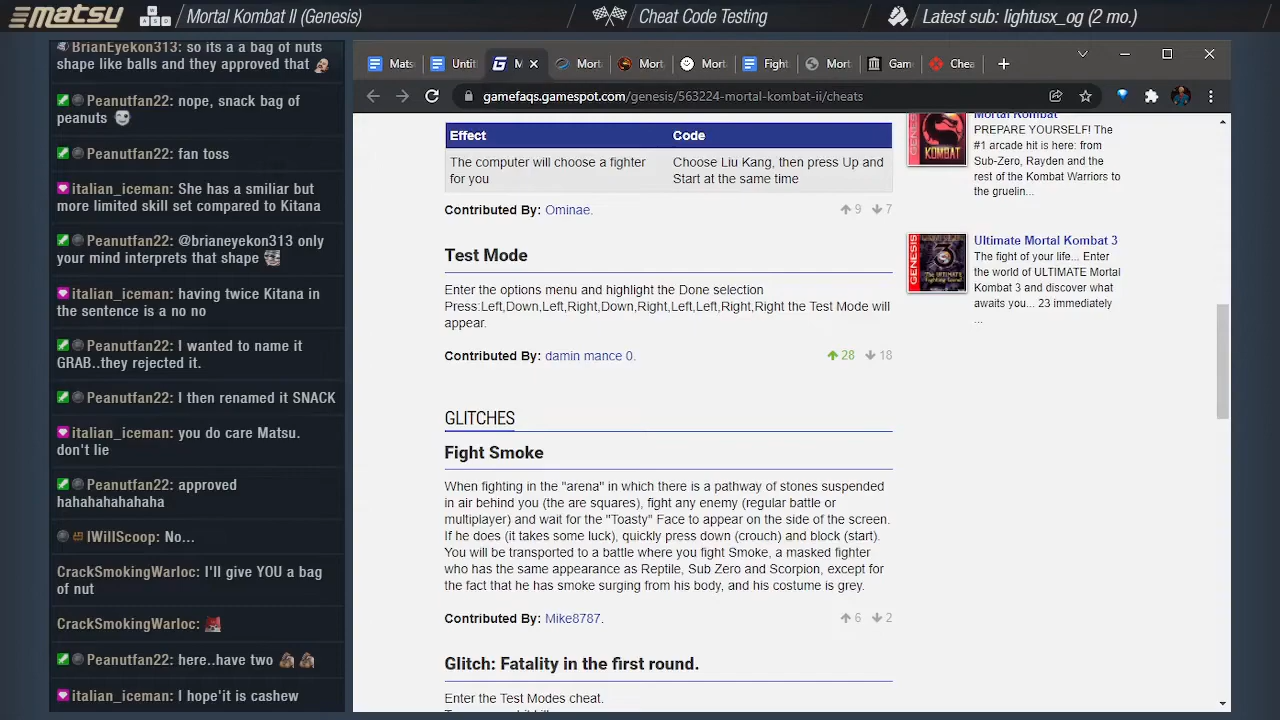 matsu
Mortal Kombat II (Genesis)
Cheat Code Testing
Latest sub: lightusx_og (2 mo.)
BrianEyekon313: so its a a bag of nuts
shape like balls and they approved that
Peanutfan22: nope, snack bag of
peanuts
Peanutfan22: fan toss
italian_iceman: She has a smiliar but
more limited skill set compared to Kitana
Peanutfan22: @brianeyekon313 only
your mind interprets that shape
italian_iceman: having twice Kitana in
the sentence is a no no
Peanutfan22: I wanted to name it
GRAB..they rejected it.
Peanutfan22: I then renamed it SNACK
italian_iceman: you do care Matsu.
don't lie
Peanutfan22: approved
hahahahahahaha
IWillScoop: No...
CrackSmokingWarloc: I'll give YOU a bag
of nut
CrackSmokingWarloc:
Peanutfan22: here..have two
italian_iceman: I hope'it is cashew
Mats
Untit
M
Mort
Mort
Mort
Fight
Mort
Gam
Chea
gamefaqs.gamespot.com/genesis/563224-mortal-kombat-ii/cheats
Effect Code
The computer will choose a fighter
for you
Choose Liu Kang, then press Up and
Start at the same time
Contributed By: Ominae. 9 7
Test Mode
Enter the options menu and highlight the Done selection
Press:Left,Down,Left,Right,Down,Right,Left,Left,Right,Right the Test Mode will
appear.
Contributed By: damin mance 0. 28 18
GLITCHES
Fight Smoke
When fighting in the "arena" in which there is a pathway of stones suspended
in air behind you (the are squares), fight any enemy (regular battle or
multiplayer) and wait for the "Toasty" Face to appear on the side of the screen.
If he does (it takes some luck), quickly press down (crouch) and block (start).
You will be transported to a battle where you fight Smoke, a masked fighter
who has the same appearance as Reptile, Sub Zero and Scorpion, except for
the fact that he has smoke surging from his body, and his costume is grey.
Contributed By: Mike8787. 6 2
Glitch: Fatality in the first round.
Enter the Test Modes cheat.
Mortal Kombat
PREPARE YOURSELF! The
#1 arcade hit is here: from
Sub-Zero, Rayden and the
rest of the Kombat Warriors to
the gruelin...
Ultimate Mortal Kombat 3
The fight of your life... Enter
the world of ULTIMATE Mortal
Kombat 3 and discover what
awaits you... 23 immediately
...